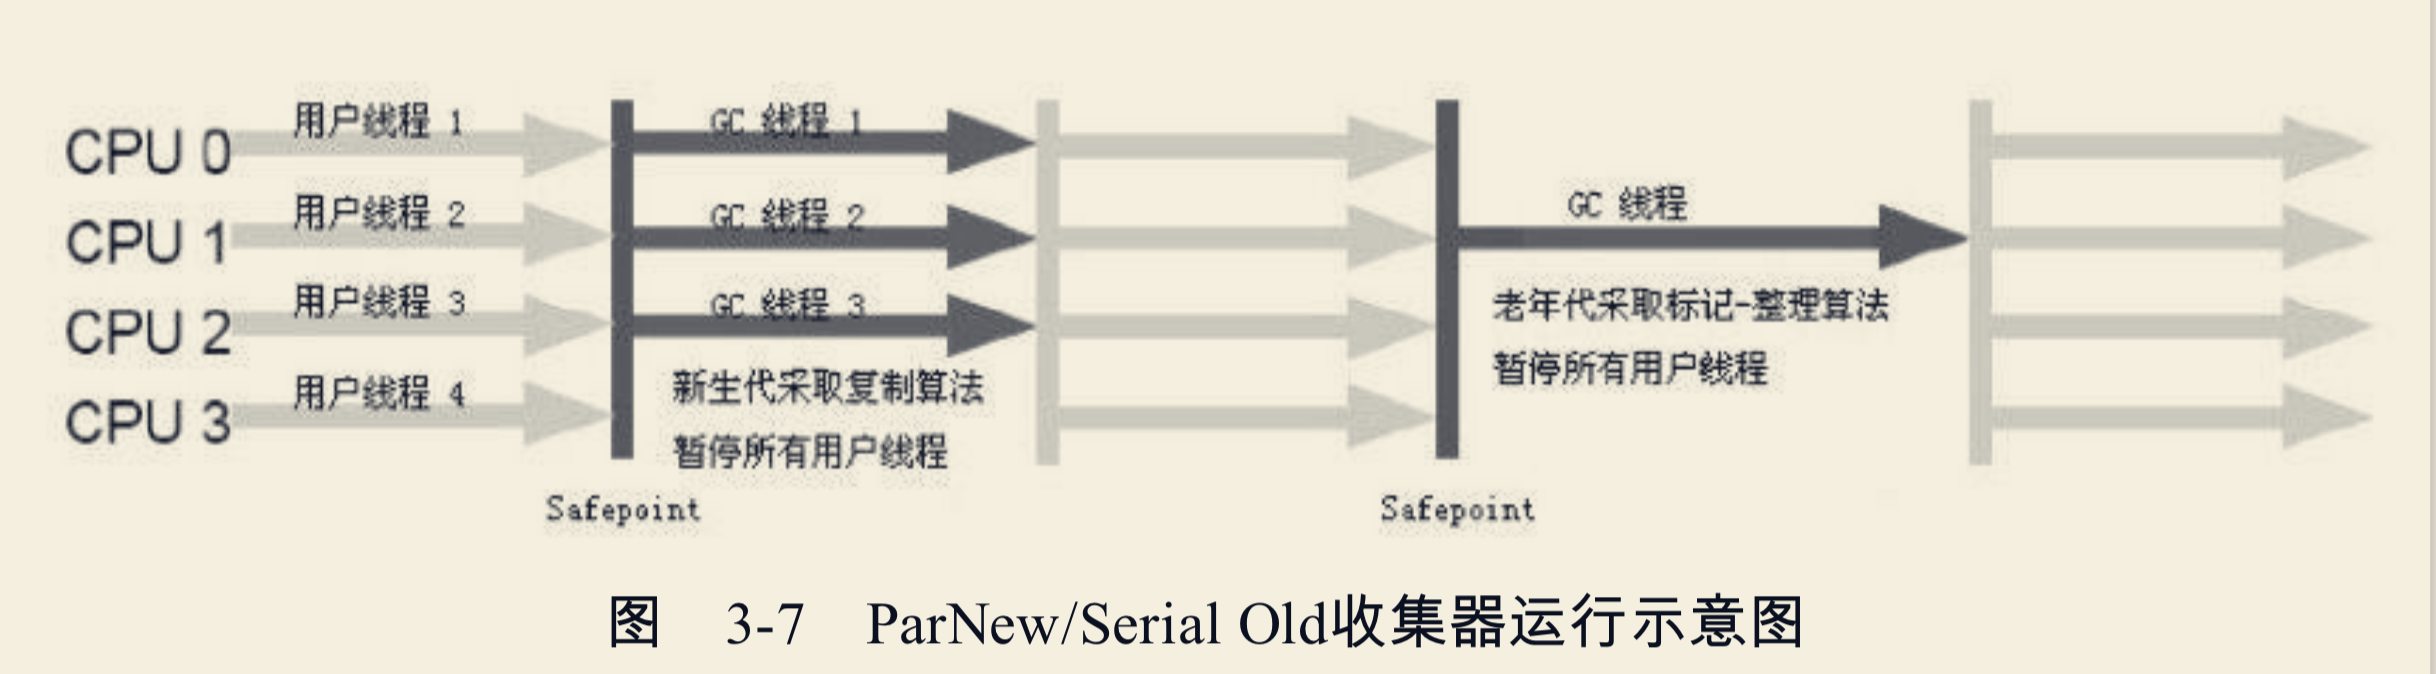 CPU 0
用户线程 1
GC 线程 1
CPU 1
用户线程 2
GC 线程 2
GC 线程
CPU 2
用户线程 3
GC 线程 3
老年代采取标记-整理算法
暂停所有用户线程
CPU 3
用户线程 4
新生代采取复制算法
暂停所有用户线程
Safepoint
Safepoint
图 3-7 ParNew/Serial Old收集器运行示意图